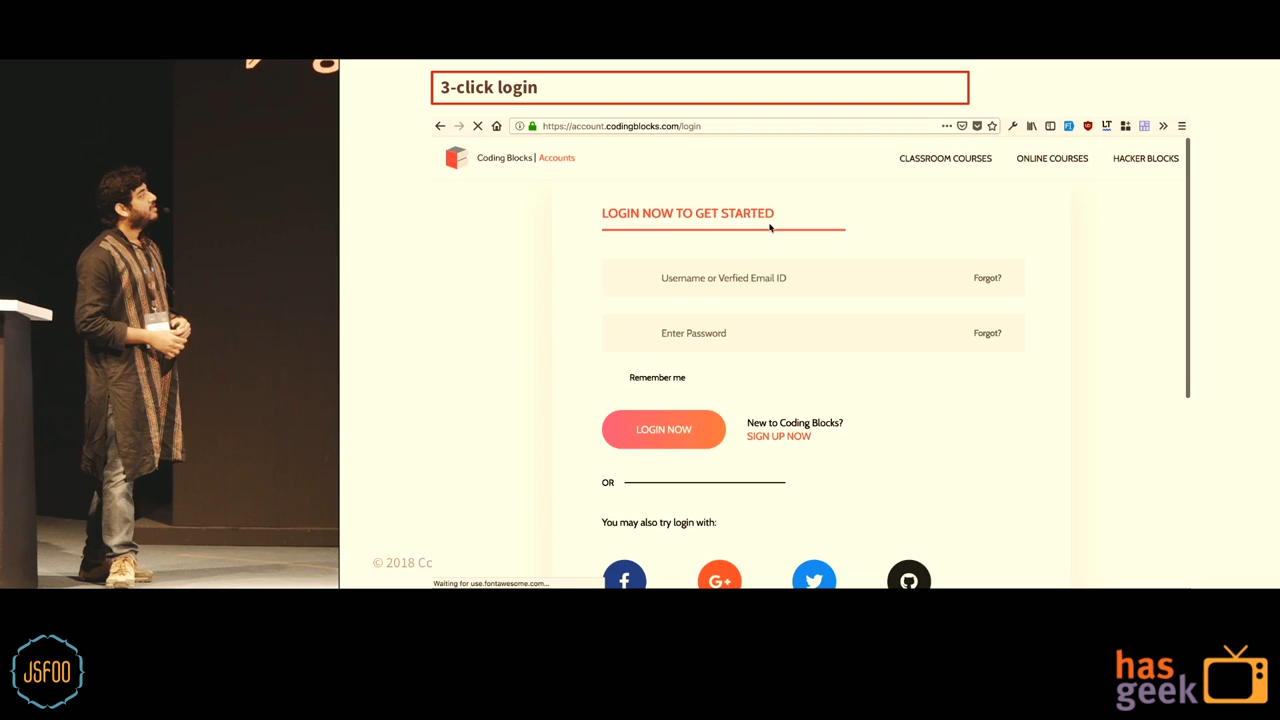 3-click login
https://account.codingblocks.com/login
LT
Coding Blocks | Accounts
CLASSROOM COURSES
ONLINE COURSES
HACKER BLOCKS
LOGIN NOW TO GET STARTED
Username or Verfied Email ID
Forgot?
Enter Password
Forgot?
Remember me
LOGIN NOW
New to Coding Blocks?
SIGN UP NOW
OR
You may also try login with:
© 2018 Cc
Waiting for use.fontawesome.com...
f
G+
JSFOO
has
geek